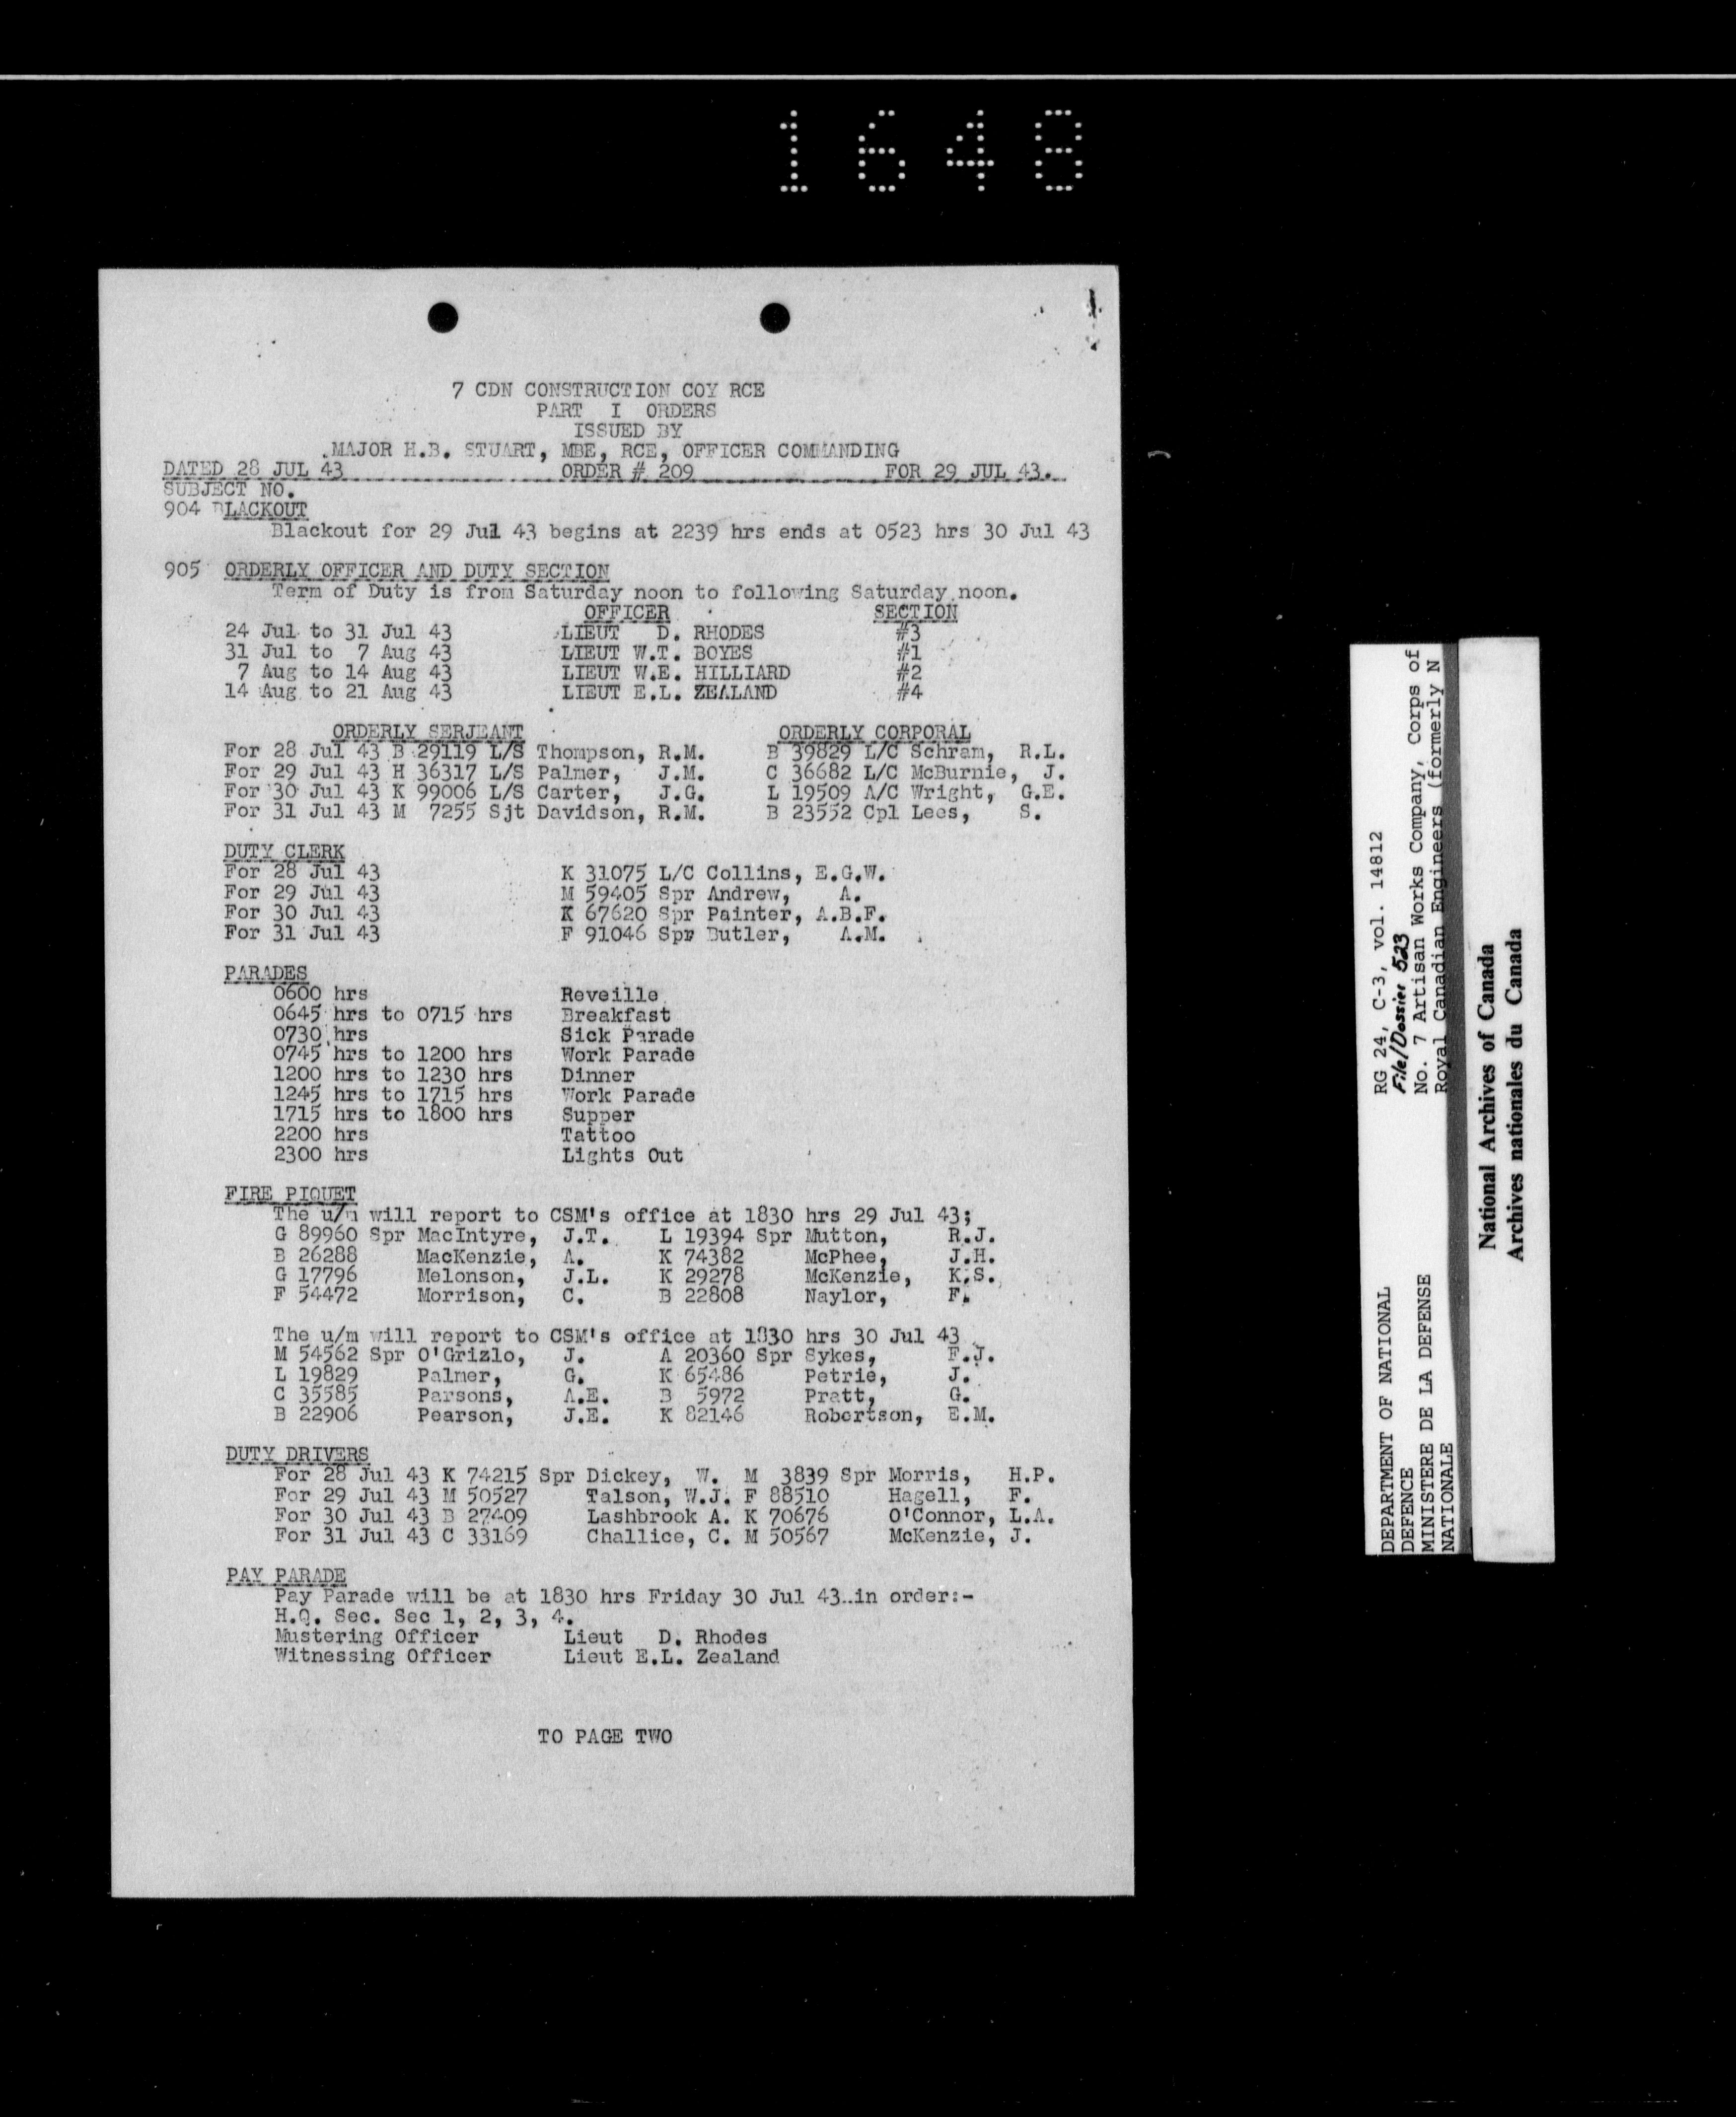 1648
7 CDN CONSTRUCTION COY RCE
PART I ORDERS
ISSUED BY
MAJOR H.B. STUART, MBE, RCE, OFFICER COMMANDING
DATED 28 JUL 43 ORDER # 209 FOR 29 JUL 43.
SUBJECT NO.
904 BLACKOUT
Blackout for 29 Jul 43 begins at 2239 hrs ends at 0523 hrs 30 Jul 43
905 ORDERLY OFFICER AND DUTY SECTION
Term of Duty is from Saturday noon to following Saturday noon.
OFFICER SECTION
24 Jul to 31 Jul 43 LIEUT D. RHODES #3
31 Jul to 7 Aug 43 LIEUT W.T. BOYES #1
7 Aug to 14 Aug 43 LIEUT W.E. HILLIARD #2
14 Aug to 21 Aug 43 LIEUT E.L. ZEALAND #4
ORDERLY SERJEANT ORDERLY CORPORAL
For 28 Jul 43 B 29119 L/S Thompson, R.M. B 39829 L/C Schram, R.L.
For 29 Jul 43 H 36317 L/S Palmer, J.M. C 36682 L/C McBurnie, J.
For 30 Jul 43 K 99006 L/S Carter, J.G. L 19509 A/C Wright, G.E.
For 31 Jul 43 M 7255 Sjt Davidson, R.M. B 23552 Cpl Lees, S.
DUTY CLERK
For 28 Jul 43 K 31075 L/C Collins, E.G.W.
For 29 Jul 43 M 59405 Spr Andrew, A.
For 30 Jul 43 K 67620 Spr Painter, A.B.F.
For 31 Jul 43 F 91046 Spr Butler, A.M.
PARADES
0600 hrs Reveille
0645 hrs to 0715 hrs Breakfast
0730 hrs Sick Parade
0745 hrs to 1200 hrs Work Parade
1200 hrs to 1230 hrs Dinner
1245 hrs to 1715 hrs Work Parade
1715 hrs to 1800 hrs Supper
2200 hrs Tattoo
2300 hrs Lights Out
FIRE PIQUET
The u/m will report to CSM's office at 1830 hrs 29 Jul 43;
G 89960 Spr MacIntyre, J.T. L 19394 Spr Mutton, R.J.
B 26288 MacKenzie, A. K 74382 McPhee, J.H.
G 17796 Melonson, J.L. K 29278 McKenzie, K.S.
F 54472 Morrison, C. B 22808 Naylor, F.
The u/m will report to CSM's office at 1830 hrs 30 Jul 43
M 54562 Spr O'Grizlo, J. A 20360 Spr Sykes, F.J.
L 19829 Palmer, G. K 65486 Petrie, J.
C 35585 Parsons, A.E. B 5972 Pratt, G.
B 22906 Pearson, J.E. K 82146 Robertson, E.M.
DUTY DRIVERS
For 28 Jul 43 K 74215 Spr Dickey, W. M 3839 Spr Morris, H.P.
For 29 Jul 43 M 50527 Talson, W.J. F 88510 Hagell, F.
For 30 Jul 43 B 27409 Lashbrook A. K 70676 O'Connor, L.A.
For 31 Jul 43 C 33169 Challice, C. M 50567 McKenzie, J.
PAY PARADE
Pay Parade will be at 1830 hrs Friday 30 Jul 43..in order:-
H.Q. Sec. Sec 1, 2, 3, 4.
Mustering Officer Lieut D. Rhodes
Witnessing Officer Lieut E.L. Zealand
TO PAGE TWO
DEPARTMENT OF NATIONAL
DEFENCE
MINISTERE DE LA DEFENSE
NATIONALE
RG 24, C-3, vol. 14812
File/Dossier 523
No. 7 Artisan Works Company, Corps of
Royal Canadian Engineers (formerly N
National Archives of Canada
Archives nationales du Canada